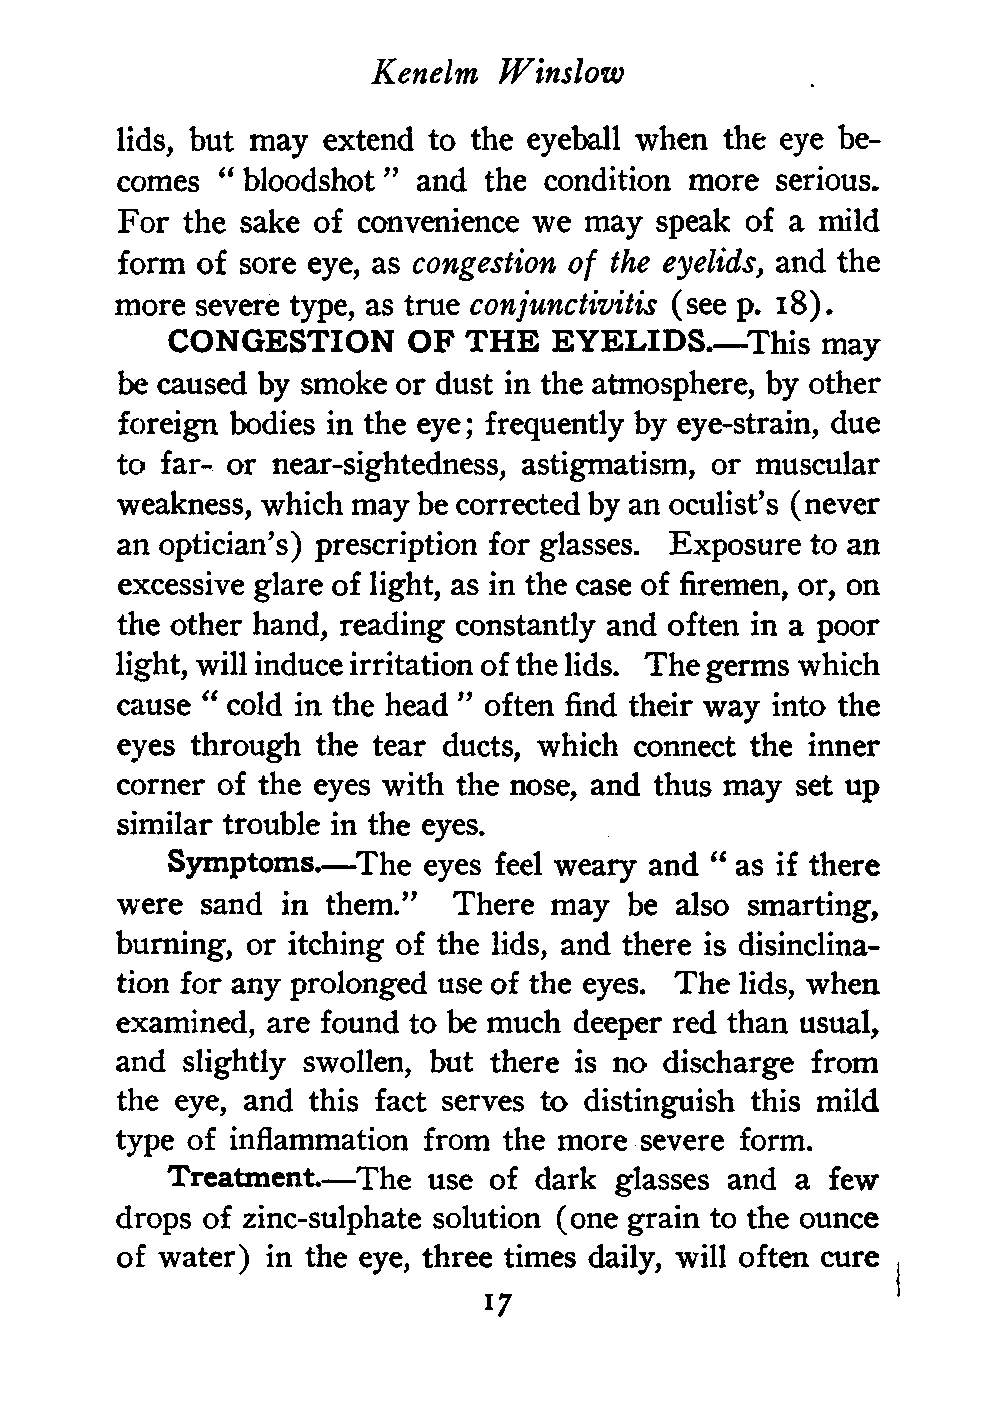 Kenelm Winslow
lids, but may extend to the eyeball when the eye be-
comes “ bloodshot ” and the condition more serious.
For the sake of convenience we may speak of a mild
form of sore eye, as congestion of the eyelids, and the
more severe type, as true conjunctivitis (see p. 18).
CONGESTION OF THE EYELIDS.—This may
be caused by smoke or dust in the atmosphere, by other
foreign bodies in the eye; frequently by eye-strain, due
to far- or near-sightedness, astigmatism, or muscular
weakness, which may be corrected by an oculist’s (never
an optician’s) prescription for glasses. Exposure to an
excessive glare of light, as in the case of firemen, or, on
the other hand, reading constantly and often in a poor
light, will induce irritation of the lids. The germs which
cause “ cold in the head ” often find their way into the
eyes through the tear ducts, which connect the inner
corner of the eyes with the nose, and thus may set up
similar trouble in the eyes.
Symptoms.—The eyes feel weary and “ as if there
were sand in them.” There may be also smarting,
burning, or itching of the lids, and there is disinclina-
tion for any prolonged use of the eyes. The lids, when
examined, are found to be much deeper red than usual,
and slightly swollen, but there is no discharge from
the eye, and this fact serves to distinguish this mild
type of inflammation from the more severe form.
Treatment.—The use of dark glasses and a few
drops of zinc-sulphate solution (one grain to the ounce
of water) in the eye, three times daily, will often cure
17